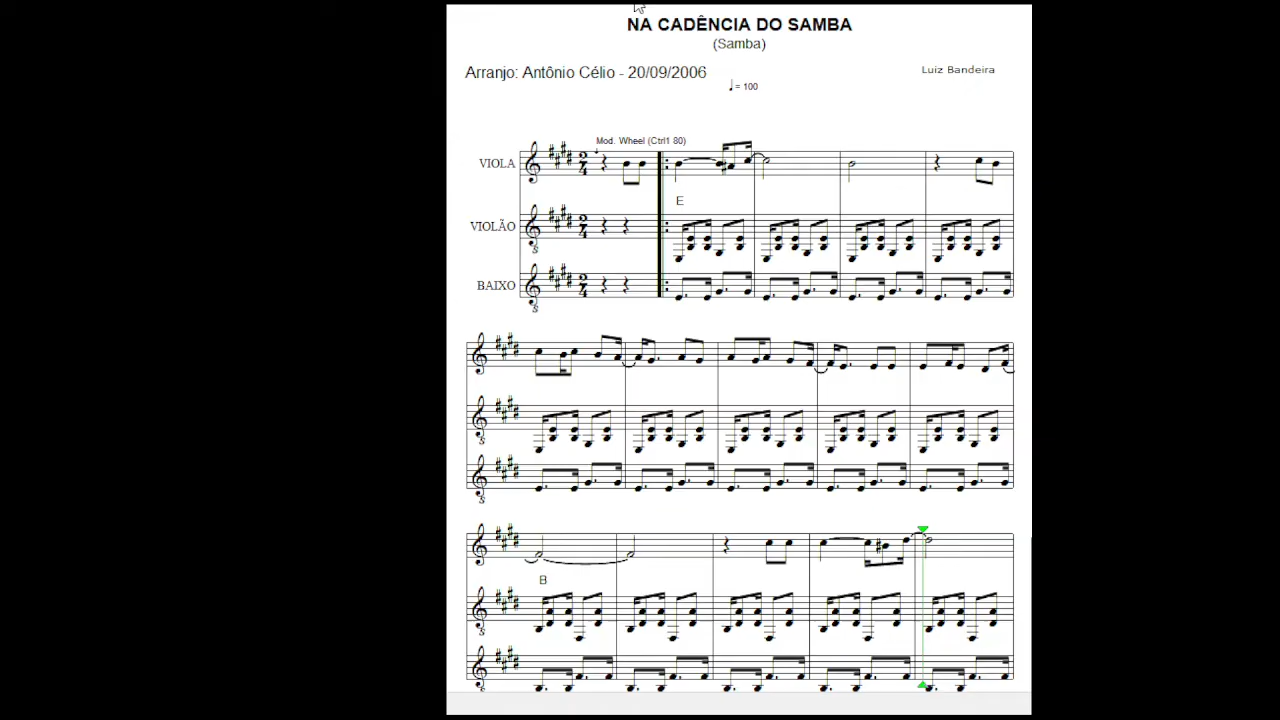 NA CADÊNCIA DO SAMBA
(Samba)
Arranjo: Antônio Célio - 20/09/2006
Luiz Bandeira
♩ = 100
Mod. Wheel (Ctrl1 80)
VIOLA
E
VIOLÃO
BAIXO
B